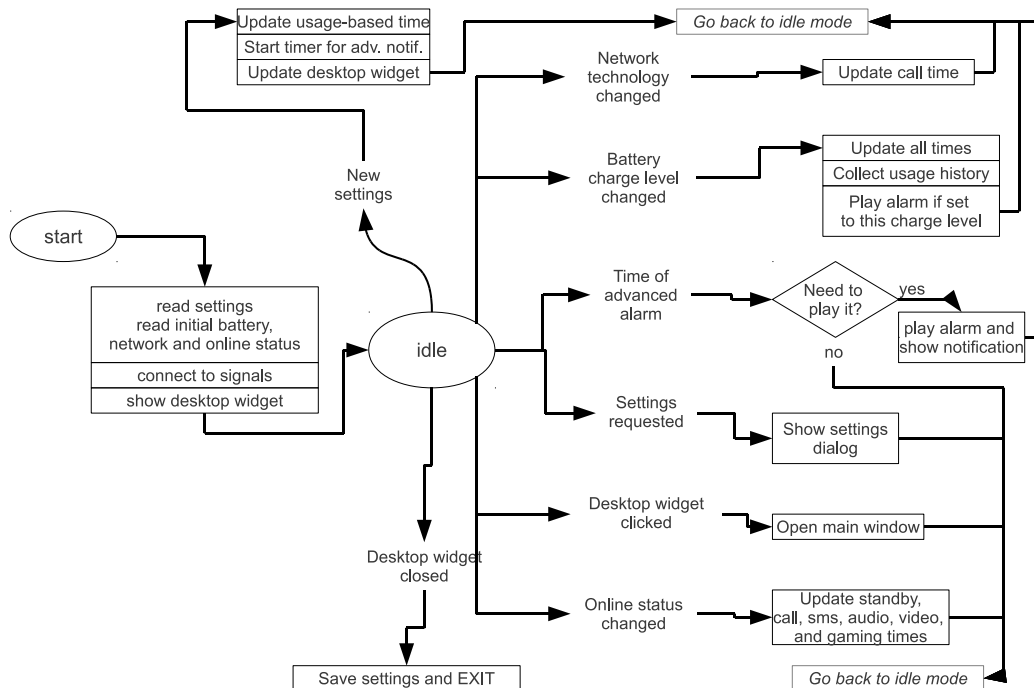 Update usage-based time
Start timer for adv. notif.
Update desktop widget
Go back to idle mode
Network
technology
changed
Update call time
New
settings
Battery
charge level
changed
Update all times
Collect usage history
Play alarm if set
to this charge level
start
read settings
read initial battery,
network and online status
connect to signals
show desktop widget
idle
Time of
advanced
alarm
Need to
play it?
yes
no
play alarm and
show notification
Settings
requested
Show settings
dialog
Desktop widget
clicked
Open main window
Desktop widget
closed
Online status
changed
Update standby,
call, sms, audio, video,
and gaming times
Save settings and EXIT
Go back to idle mode